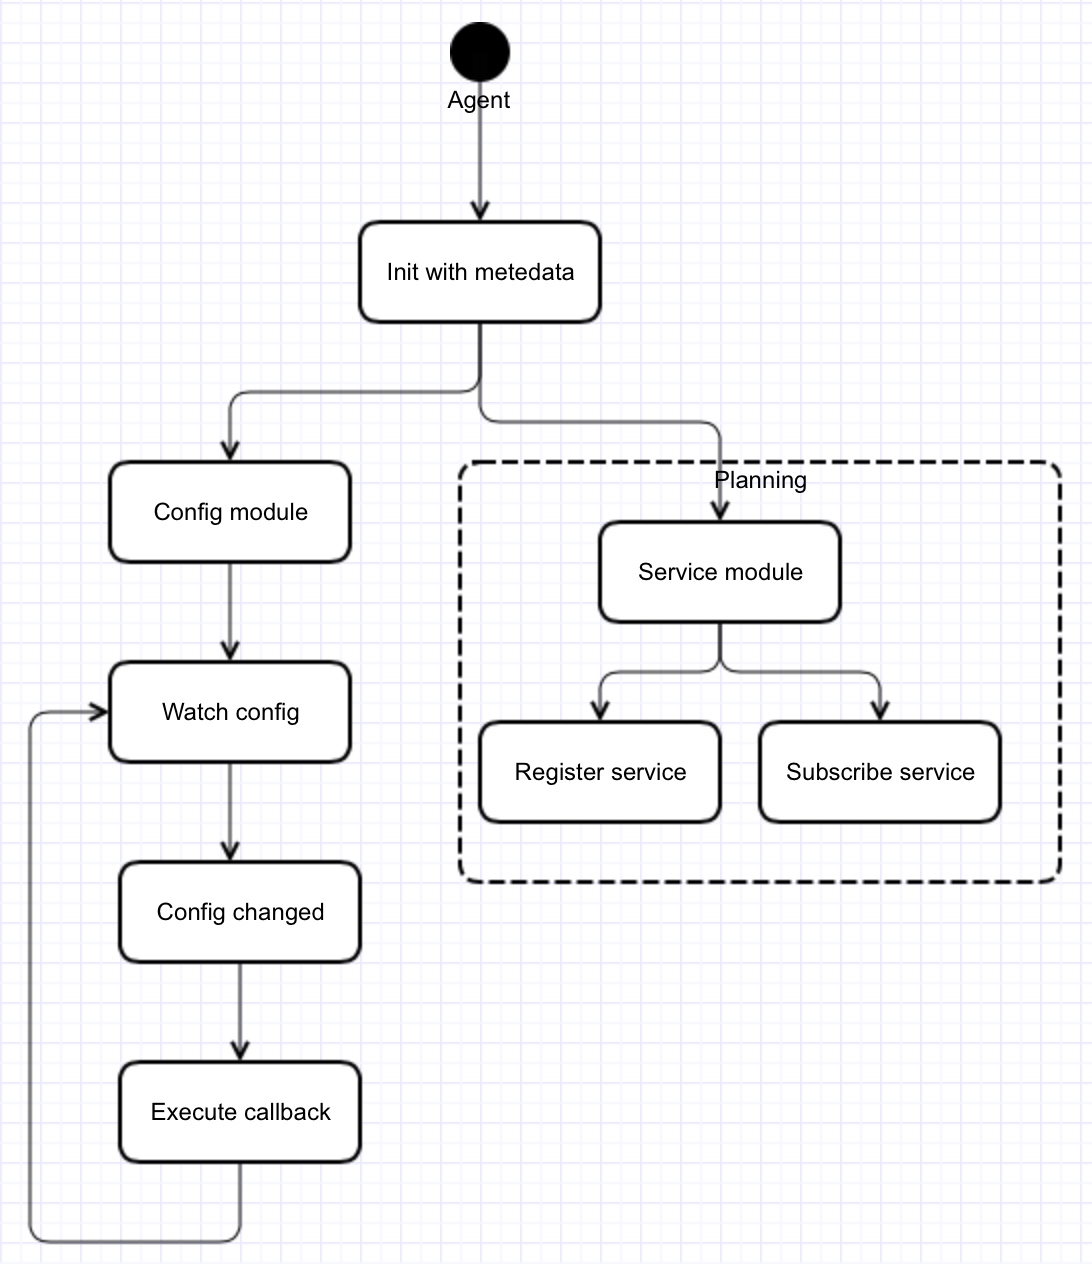 Agent
Init with metedata
Config module
Planning
Service module
Watch config
Register service
Subscribe service
Config changed
Execute callback